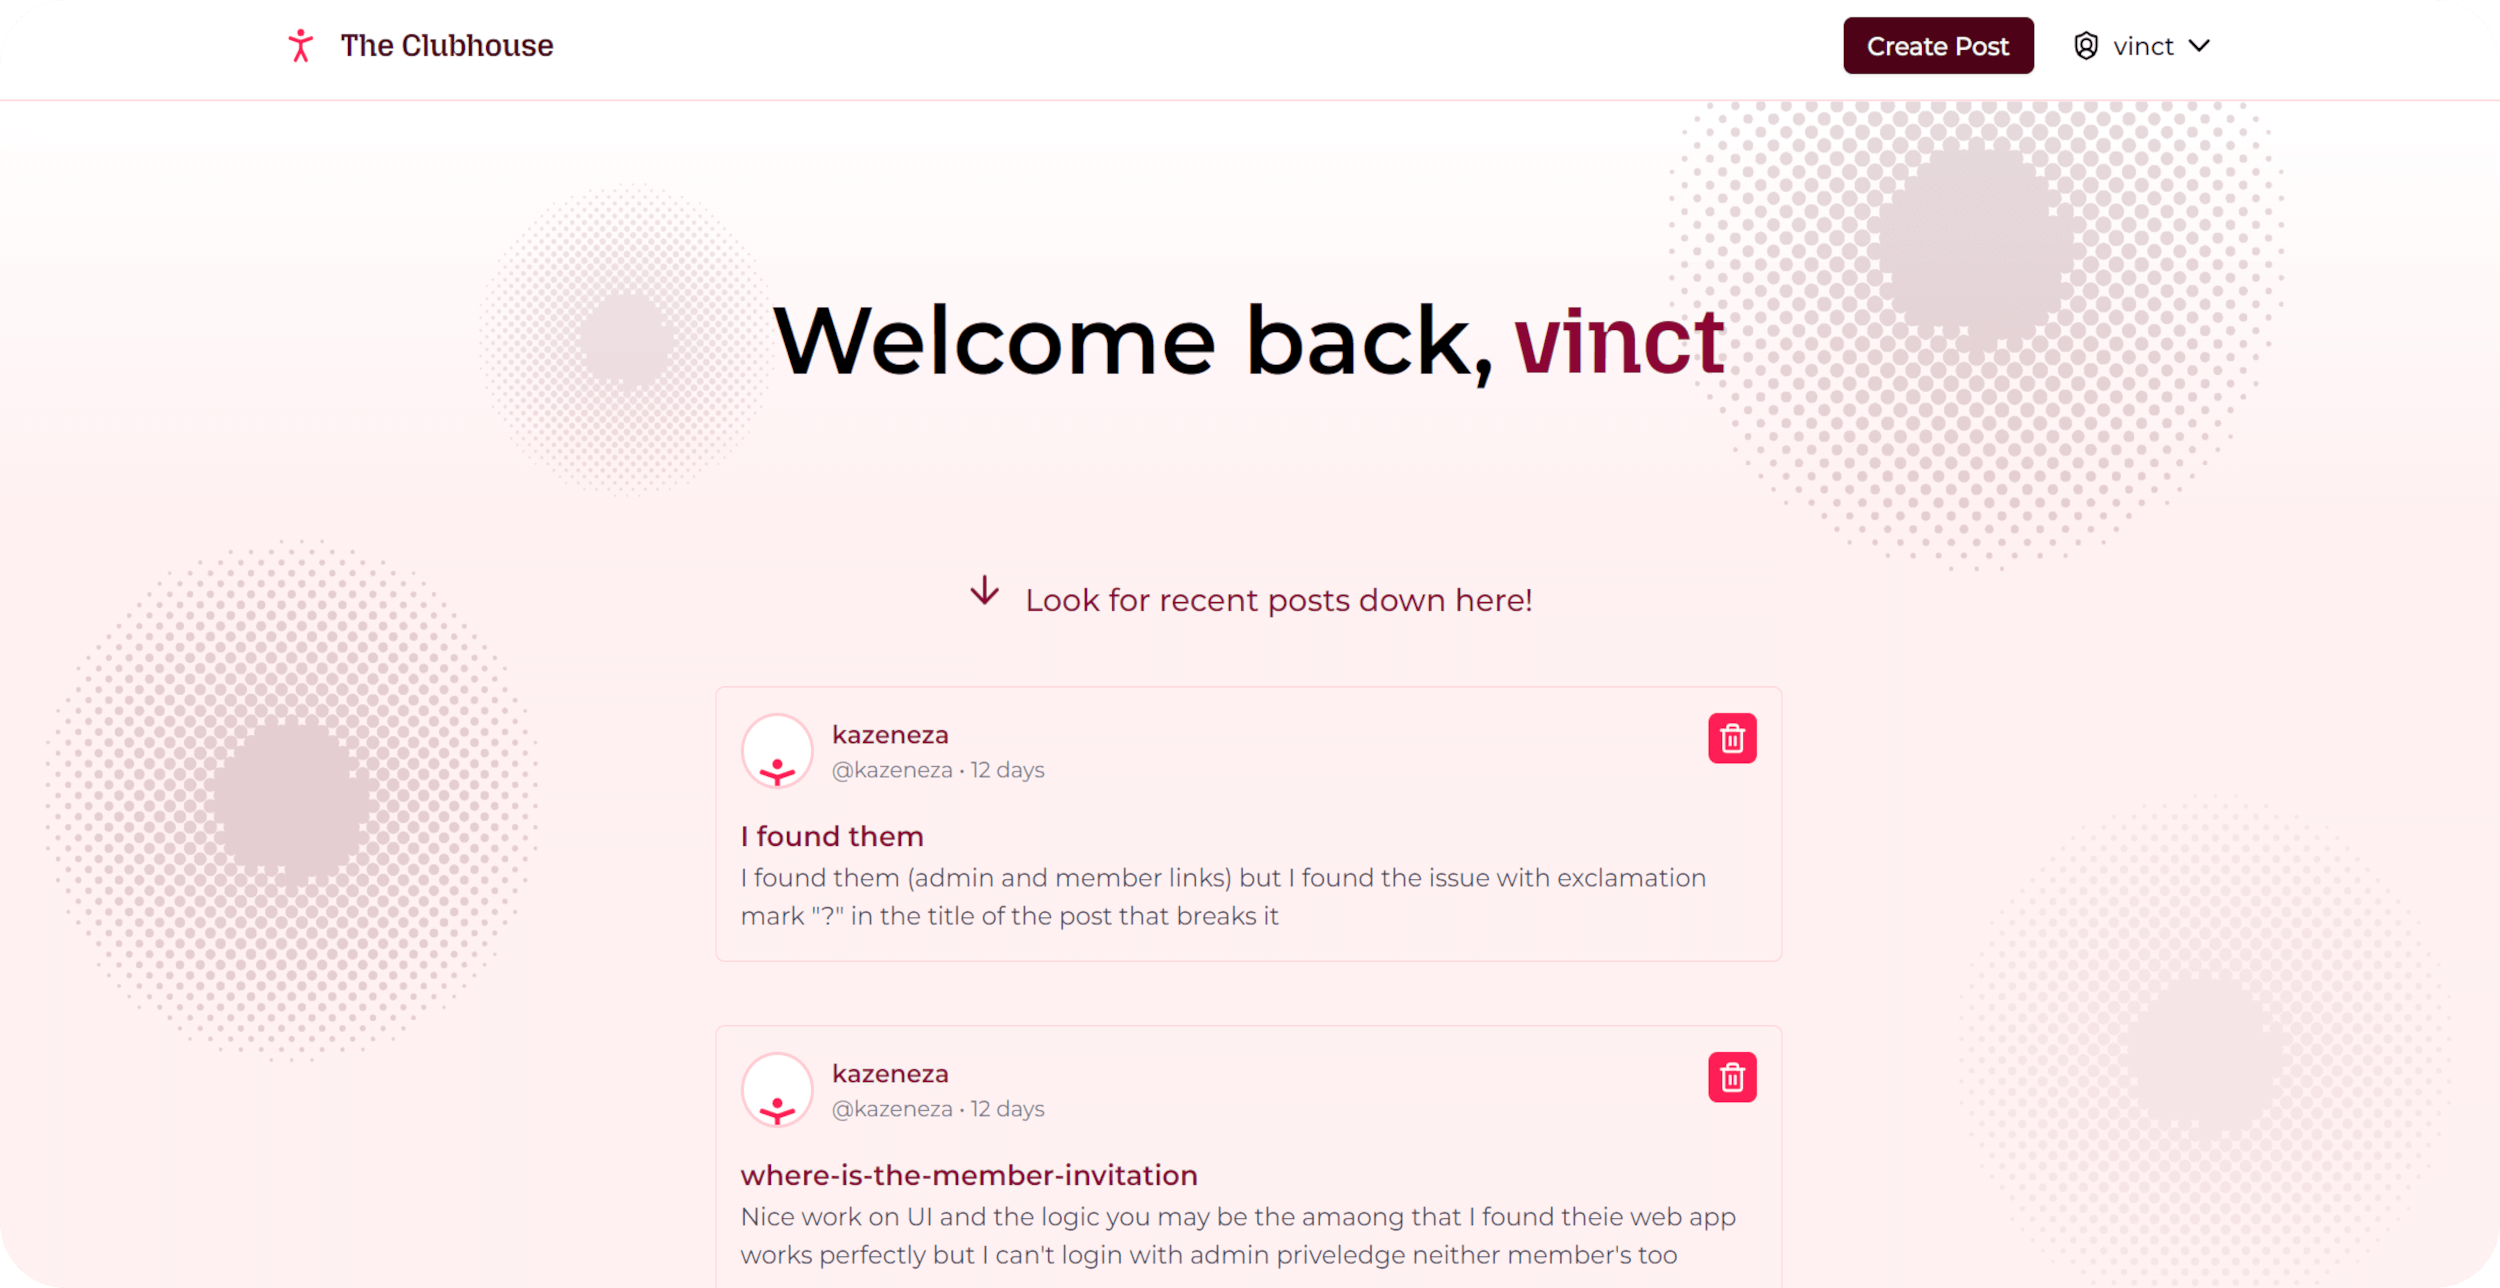 The Clubhouse
Create Post
vinct
Welcome back, vinct
Look for recent posts down here!
kazeneza
@kazeneza • 12 days
I found them
I found them (admin and member links) but I found the issue with exclamation
mark "?" in the title of the post that breaks it
kazeneza
@kazeneza • 12 days
where-is-the-member-invitation
Nice work on UI and the logic you may be the amaong that I found theie web app
works perfectly but I can't login with admin priveledge neither member's too